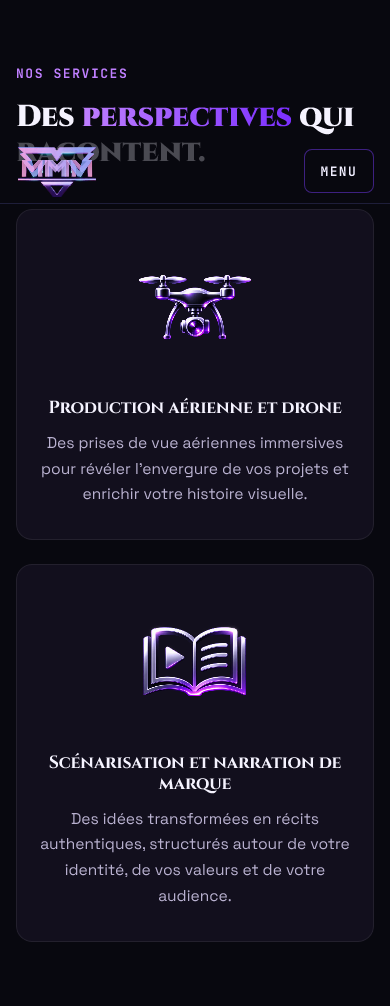 NOS SERVICES
Des perspectives qui
racontent.
MMM
MENU
Production aérienne et drone
Des prises de vue aériennes immersives
pour révéler l'envergure de vos projets et
enrichir votre histoire visuelle.
Scénarisation et narration de
marque
Des idées transformées en récits
authentiques, structurés autour de votre
identité, de vos valeurs et de votre
audience.